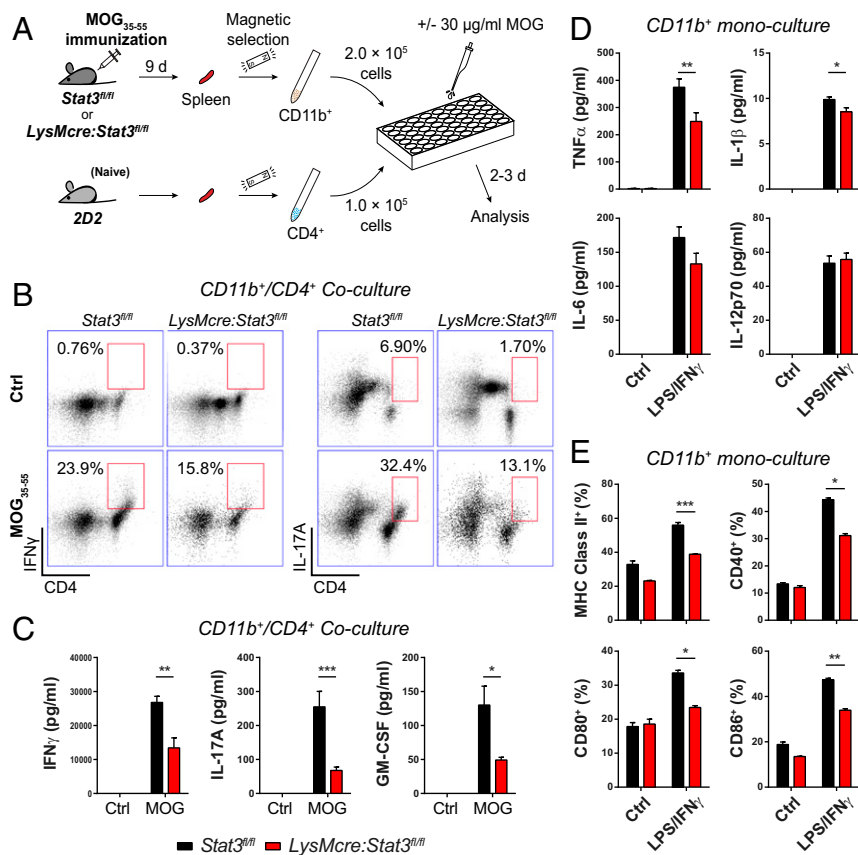 A
MOG35-55
immunization
Stat3fl/fl
or
LysMcre:Stat3fl/fl
9 d
Spleen
Magnetic
selection
CD11b+
2.0 × 10⁵
cells
+/- 30 µg/ml MOG
(Naive)
2D2
CD4+
1.0 × 10⁵
cells
2-3 d
Analysis
B
CD11b+/CD4+ Co-culture
Stat3fl/fl LysMcre:Stat3fl/fl Stat3fl/fl LysMcre:Stat3fl/fl
Ctrl
0.76% 0.37% 6.90% 1.70%
MOG35-55
23.9% 15.8% 32.4% 13.1%
IFNγ
CD4
IL-17A
CD4
C
CD11b+/CD4+ Co-culture
IFNγ (pg/ml)
40000
30000
20000
10000
0
**
Ctrl MOG
IL-17A (pg/ml)
400
300
200
100
0
***
Ctrl MOG
GM-CSF (pg/ml)
200
150
100
50
0
*
Ctrl MOG
Stat3fl/fl LysMcre:Stat3fl/fl
D
CD11b+ mono-culture
TNFα (pg/ml)
500
400
300
200
100
0
**
IL-1β (pg/ml)
15
10
5
0
*
IL-6 (pg/ml)
200
150
100
50
0
Ctrl
LPS/IFNγ
IL-12p70 (pg/ml)
80
60
40
20
0
Ctrl
LPS/IFNγ
E
CD11b+ mono-culture
MHC Class II+ (%)
80
60
40
20
0
***
CD40+ (%)
50
40
30
20
10
0
*
CD80+ (%)
40
30
20
10
0
*
Ctrl
LPS/IFNγ
CD86+ (%)
60
40
20
0
**
Ctrl
LPS/IFNγ